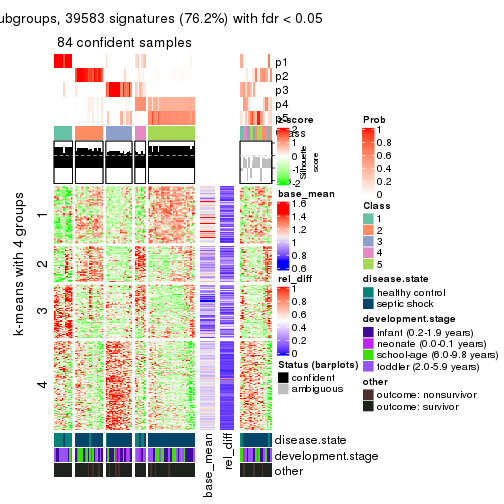 subgroups, 39583 signatures (76.2%) with fdr < 0.05
84 confident samples
p1
p2
p3
p4
p5
z-score
2
1
0
-1
-2
Class
Silhouette score
base_mean
1.6
1.4
1.2
1
0.8
0.6
rel_diff
1
0.8
0.6
0.4
0.2
0
Status (barplots)
confident
ambiguous
Prob
1
0.8
0.6
0.4
0.2
0
Class
1
2
3
4
5
disease.state
healthy control
septic shock
development.stage
infant (0.2-1.9 years)
neonate (0.0-0.1 years)
school-age (6.0-9.8 years)
toddler (2.0-5.9 years)
other
outcome: nonsurvivor
outcome: survivor
k-means with 4 groups
1
2
3
4
disease.state
development.stage
other
base_mean
rel_diff